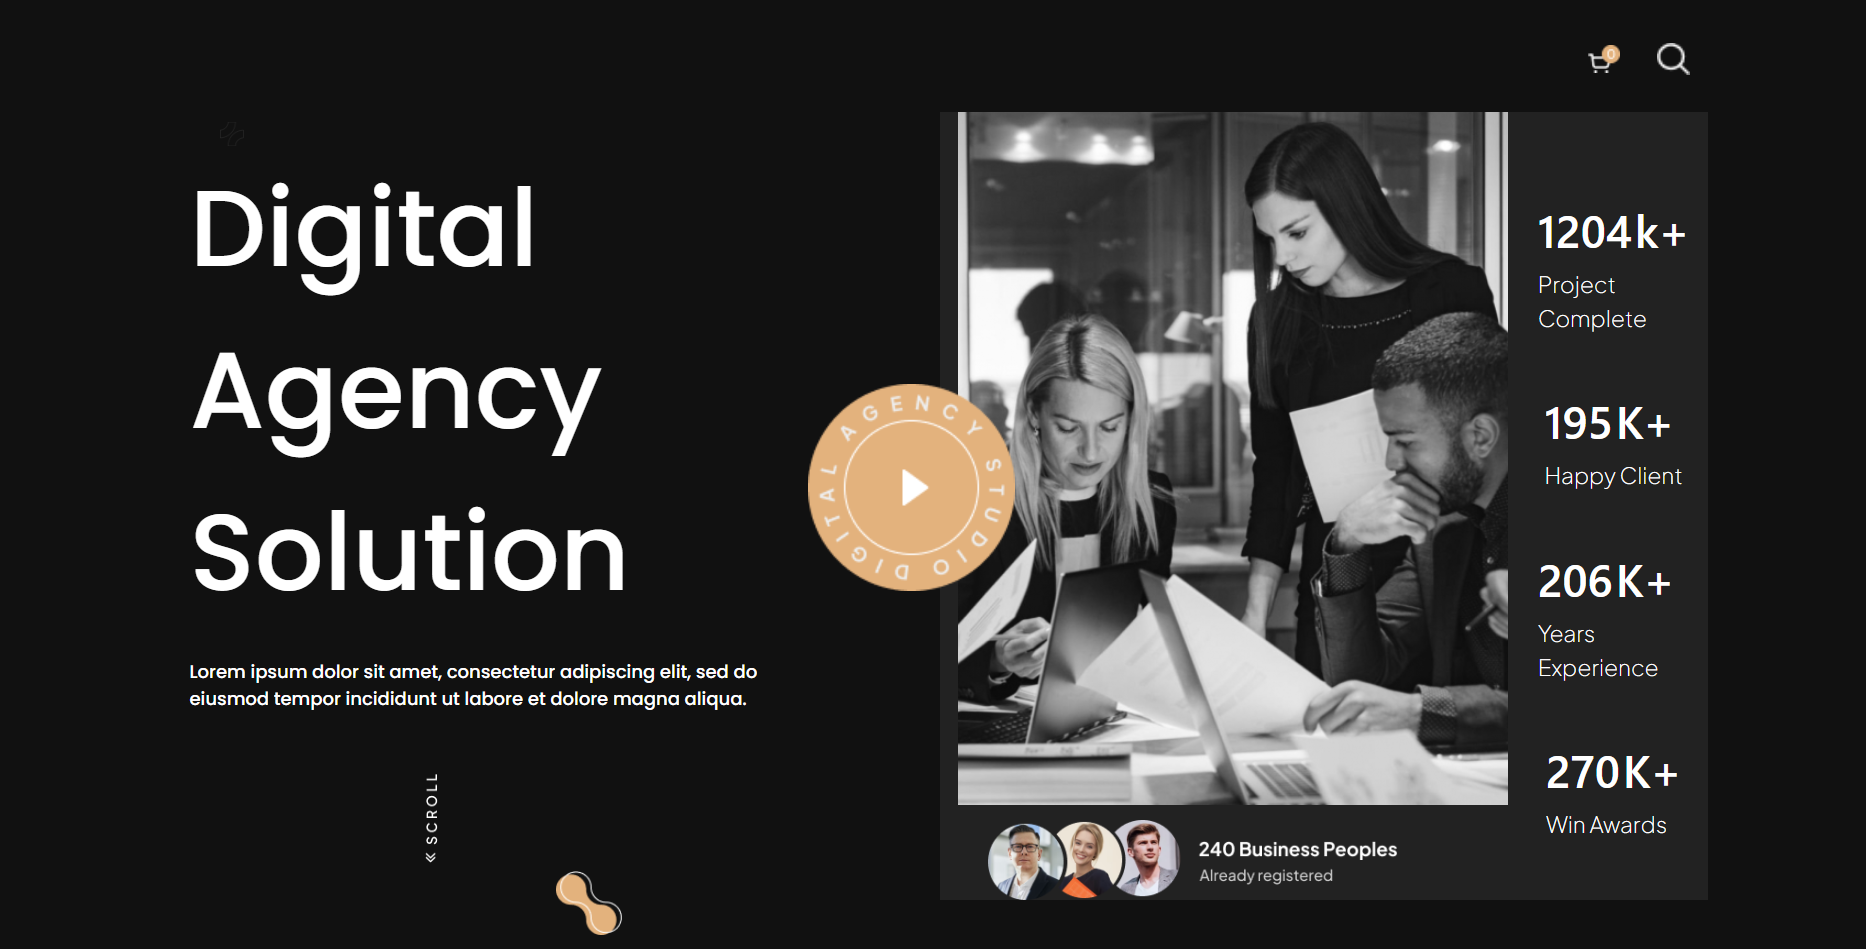 0
Digital
Agency
Solution
Lorem ipsum dolor sit amet, consectetur adipiscing elit, sed do
eiusmod tempor incididunt ut labore et dolore magna aliqua.
SCROLL
DIGITAL AGENCY STUDIO
1204k+
Project
Complete
195K+
Happy Client
206K+
Years
Experience
270K+
Win Awards
240 Business Peoples
Already registered